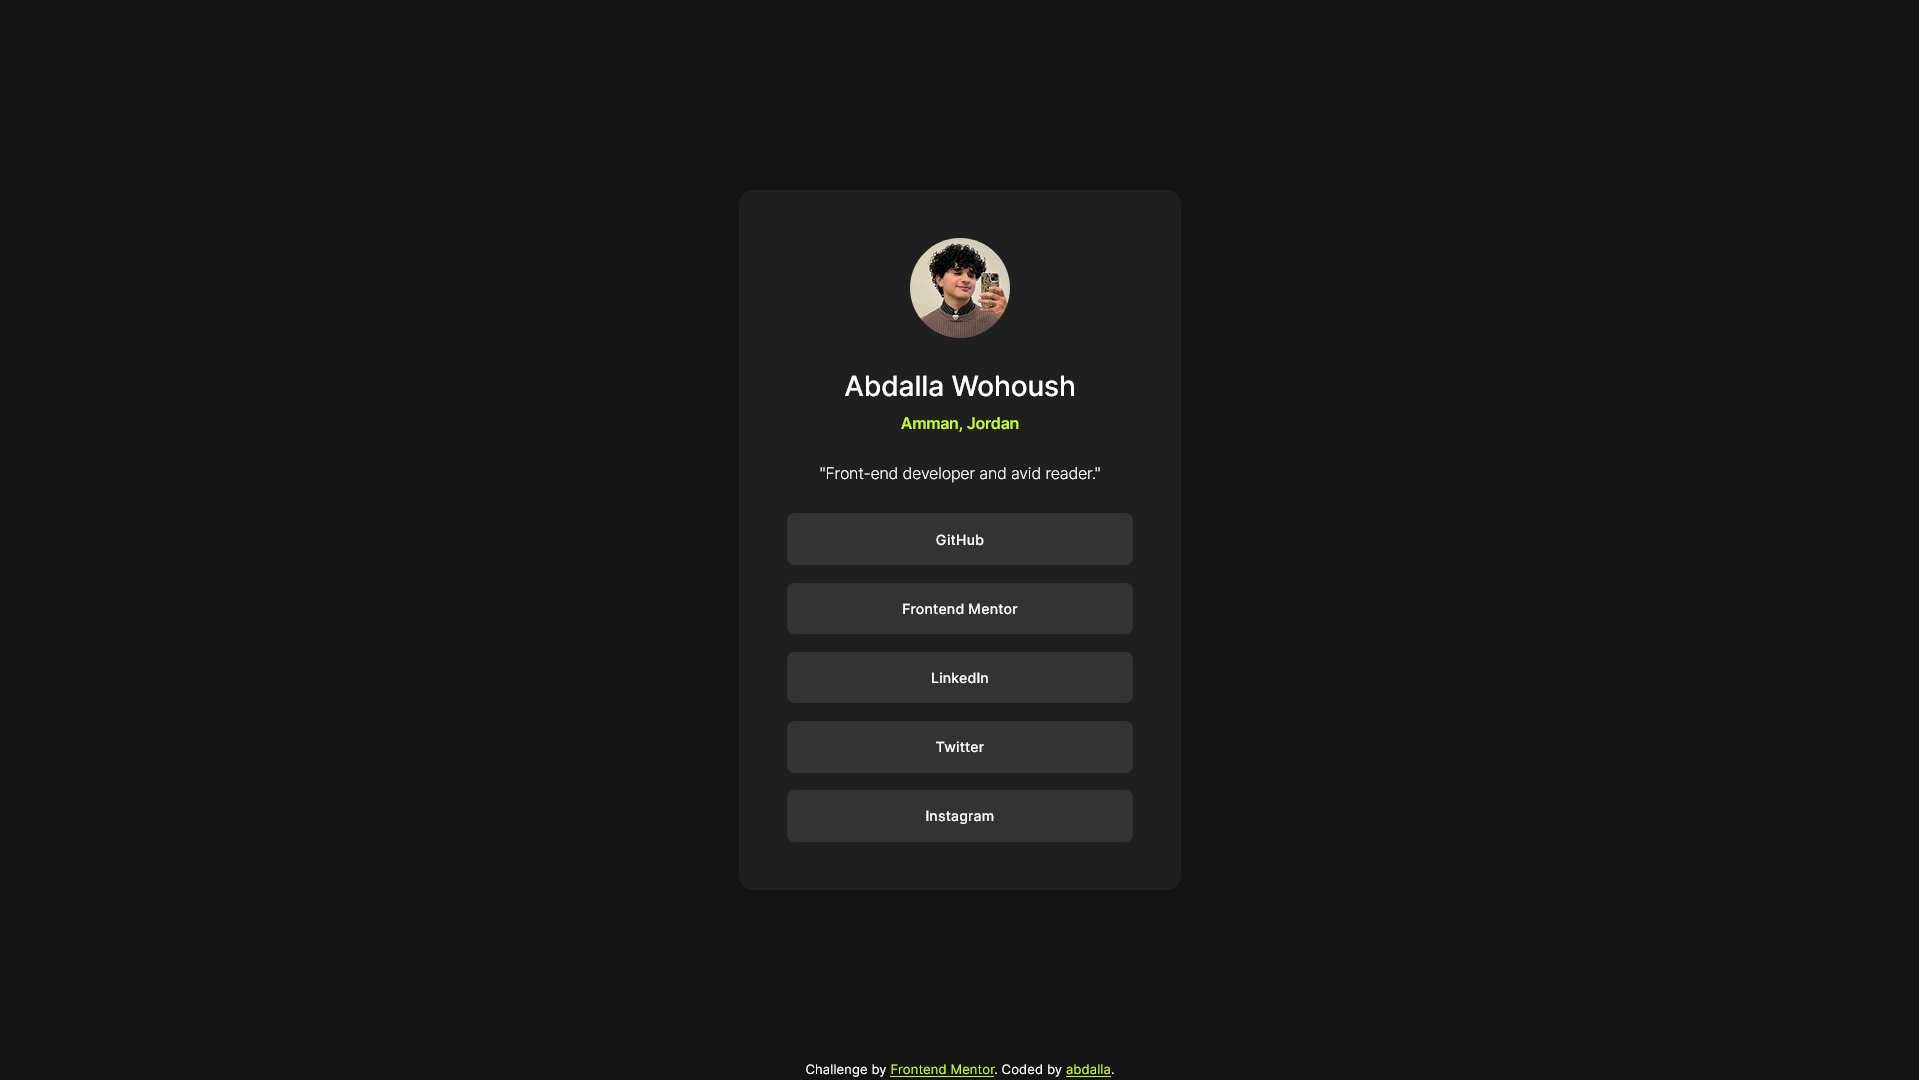 Abdalla Wohoush
Amman, Jordan
"Front-end developer and avid reader."
GitHub
Frontend Mentor
LinkedIn
Twitter
Instagram
Challenge by Frontend Mentor. Coded by abdalla.